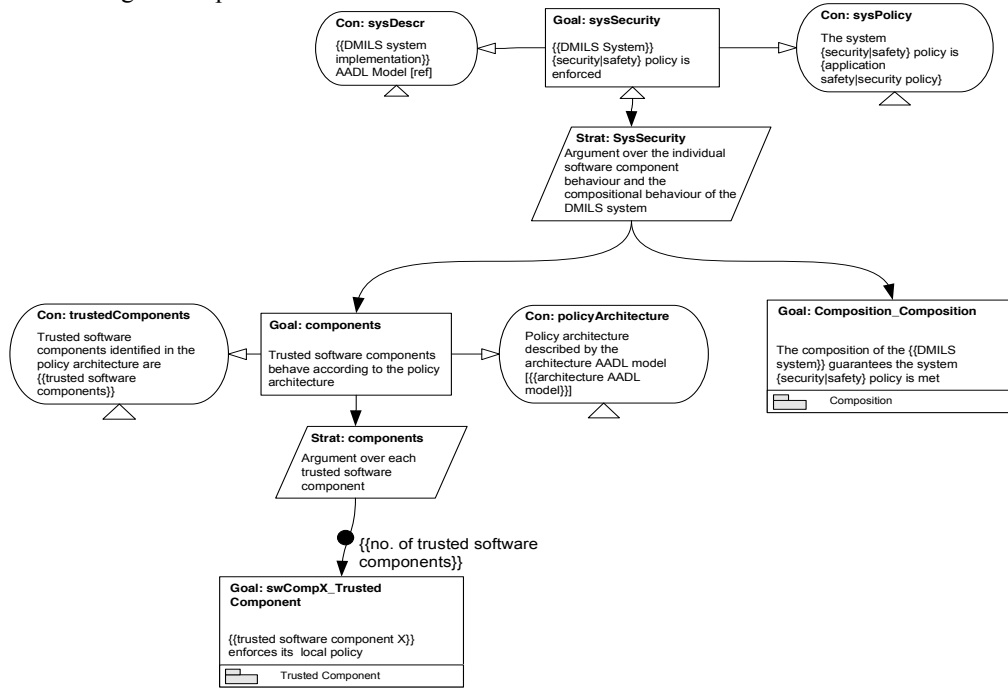 Con: sysDescr
{{DMILS system
implementation}}
AADL Model [ref]
Goal: sysSecurity
{{DMILS System}}
{security|safety} policy is
enforced
Con: sysPolicy
The system
{security|safety} policy is
{application
safety|security policy}
Strat: SysSecurity
Argument over the individual
software component
behaviour and the
compositional behaviour of the
DMILS system
Con: trustedComponents
Trusted software
components identified in the
policy architecture are
{{trusted software
components}}
Goal: components
Trusted software components
behave according to the policy
architecture
Con: policyArchitecture
Policy architecture
described by the
architecture AADL model
[{{{architecture AADL
model}}]
Goal: Composition_Composition
The composition of the {{DMILS
system}} guarantees the system
{security|safety} policy is met
Composition
Strat: components
Argument over each
trusted software
component
{{no. of trusted software
components}}
Goal: swCompX_Trusted
Component
{{trusted software component X}}
enforces its local policy
Trusted Component